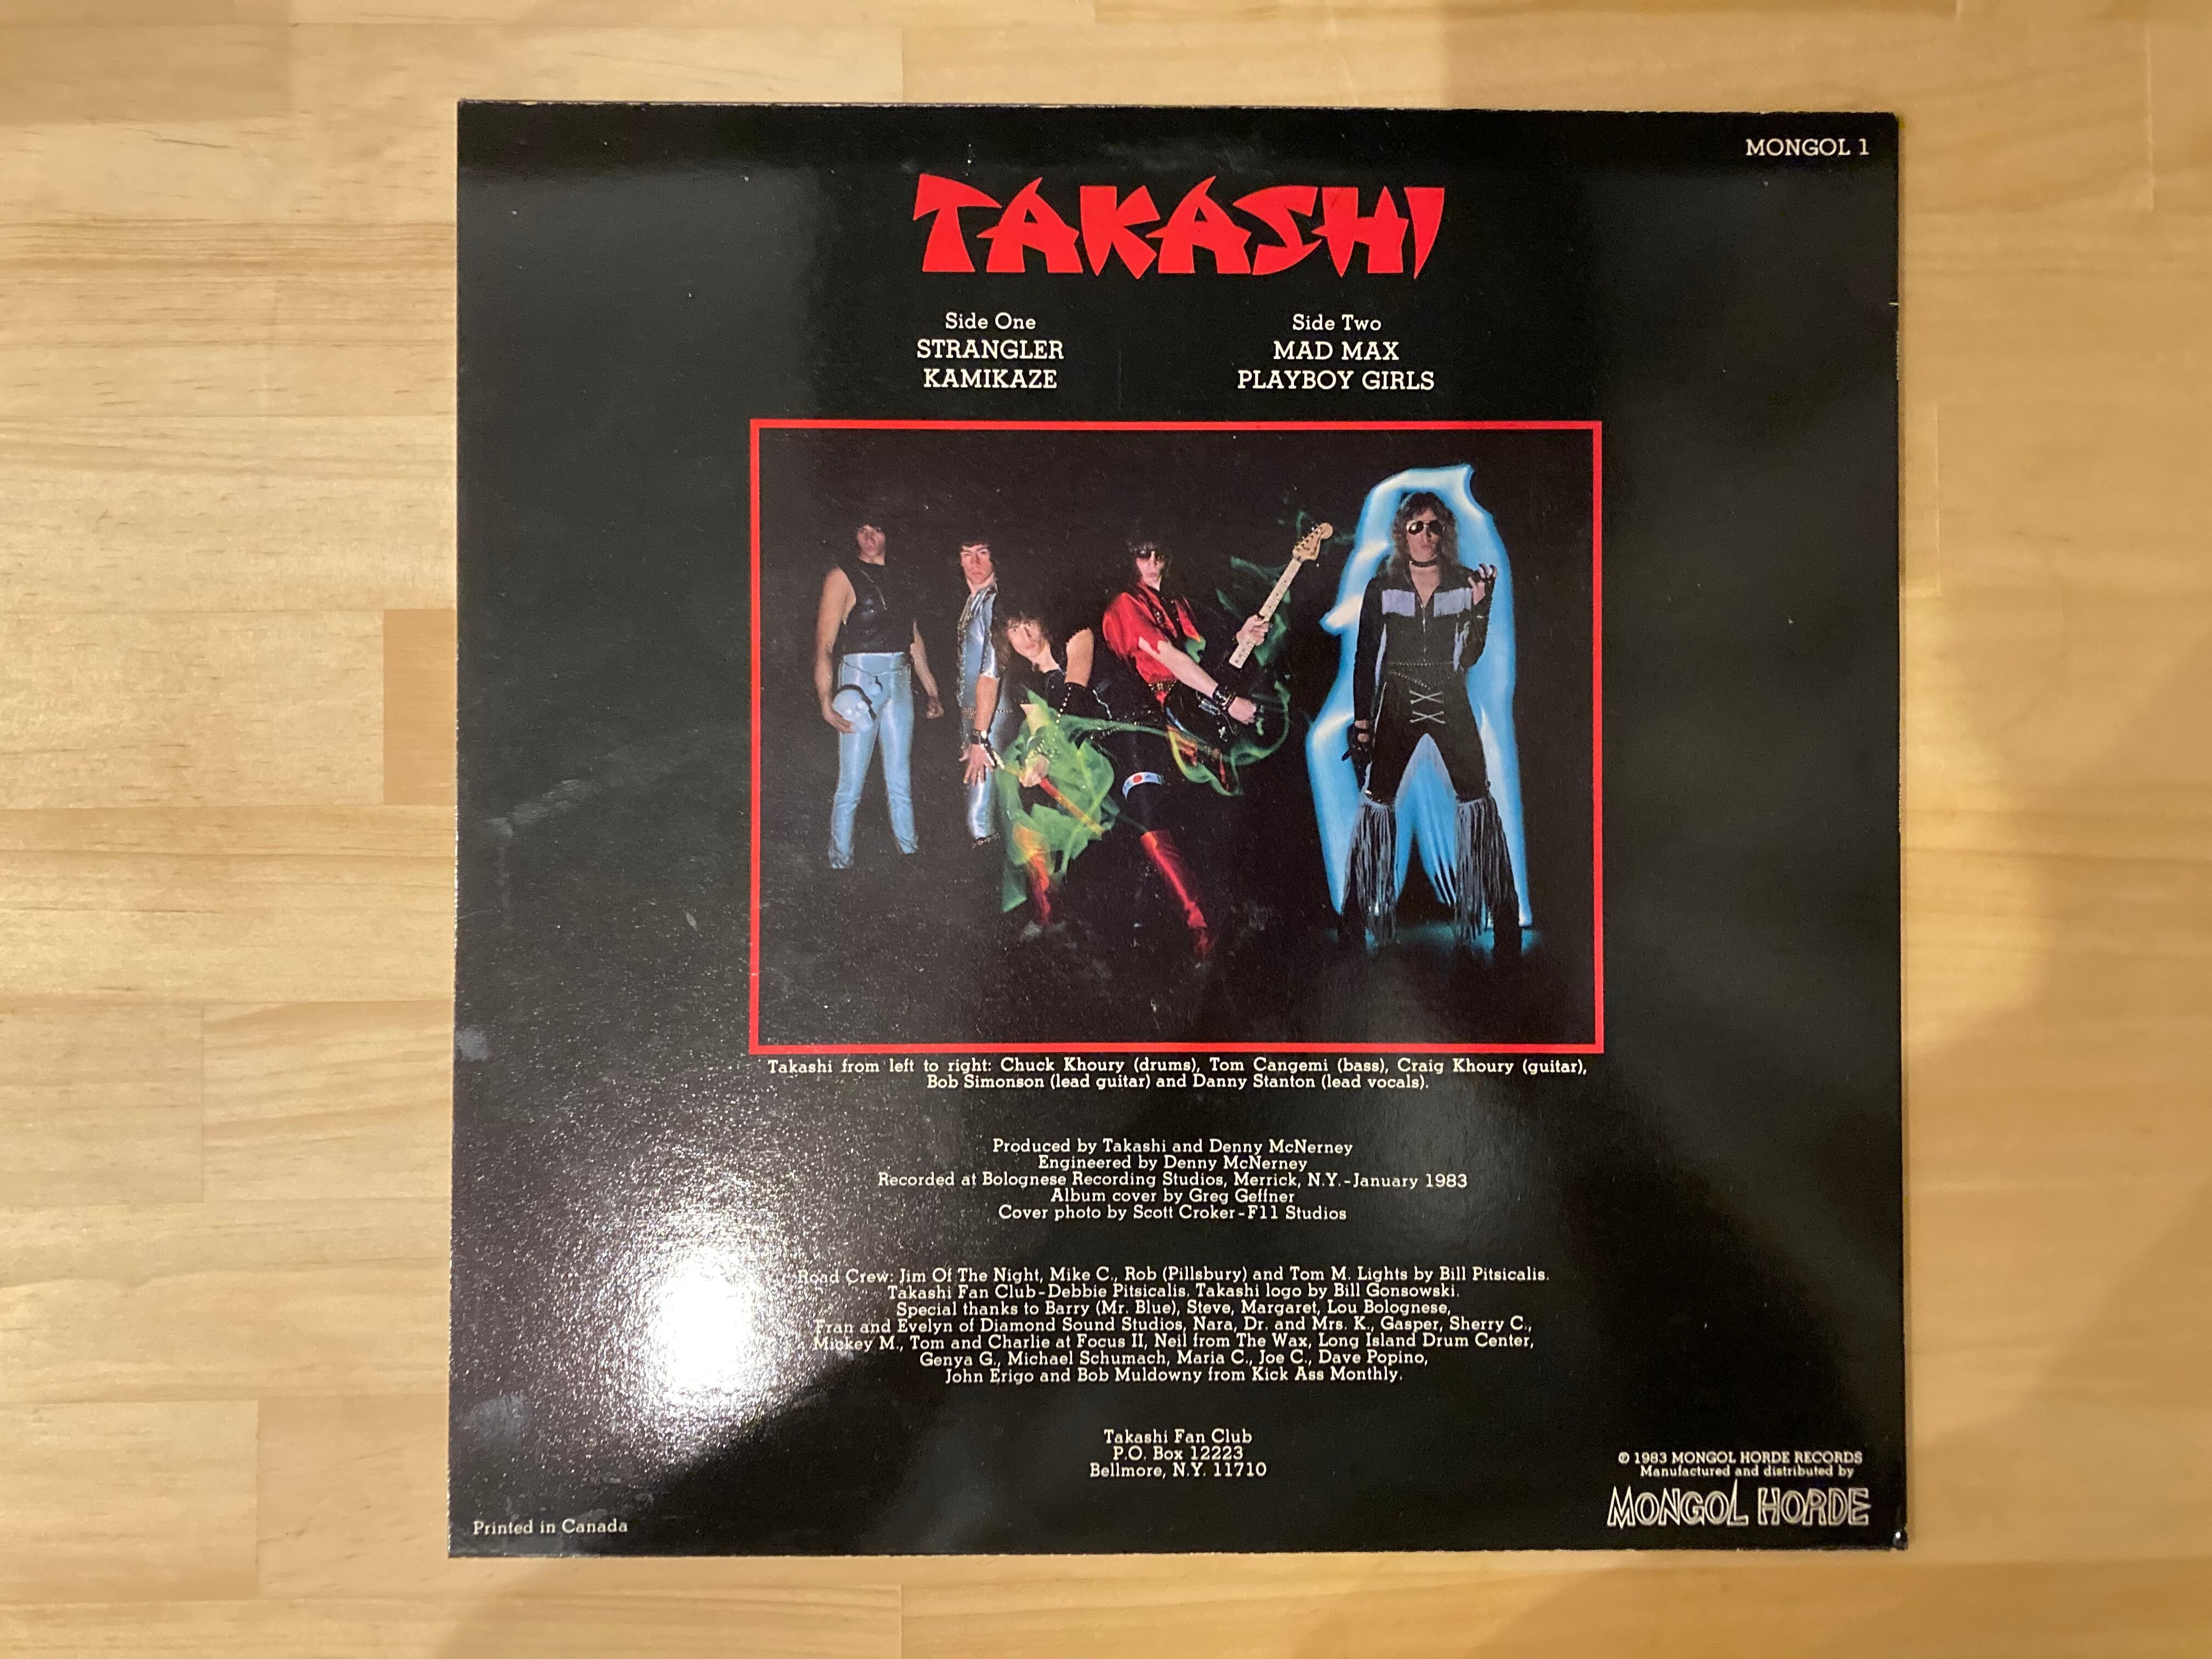 MONGOL 1
TAKASHI
Side One
STRANGLER
KAMIKAZE
Side Two
MAD MAX
PLAYBOY GIRLS
Takashi from left to right: Chuck Khoury (drums), Tom Cangemi (bass), Craig Khoury (guitar),
Bob Simonson (lead guitar) and Danny Stanton (lead vocals).
Produced by Takashi and Denny McNerney
Engineered by Denny McNerney
Recorded at Bolognese Recording Studios, Merrick, N.Y.-January 1983
Album cover by Greg Geffner
Cover photo by Scott Croker-F11 Studios
Road Crew: Jim Of The Night, Mike C., Rob (Pillsbury) and Tom M. Lights by Bill Pitsicalis.
Takashi Fan Club-Debbie Pitsicalis. Takashi logo by Bill Gonsowski.
Special thanks to Barry (Mr. Blue), Steve, Margaret, Lou Bolognese,
Fran and Evelyn of Diamond Sound Studios, Nara, Dr. and Mrs. K., Gasper, Sherry C.,
Mickey M., Tom and Charlie at Focus II, Neil from The Wax, Long Island Drum Center,
Genya G., Michael Schumach, Maria C., Joe C., Dave Popino,
John Erigo and Bob Muldowny from Kick Ass Monthly.
Takashi Fan Club
P.O. Box 12223
Bellmore, N.Y. 11710
℗ 1983 MONGOL HORDE RECORDS
Manufactured and distributed by
MONGOL HORDE
Printed in Canada